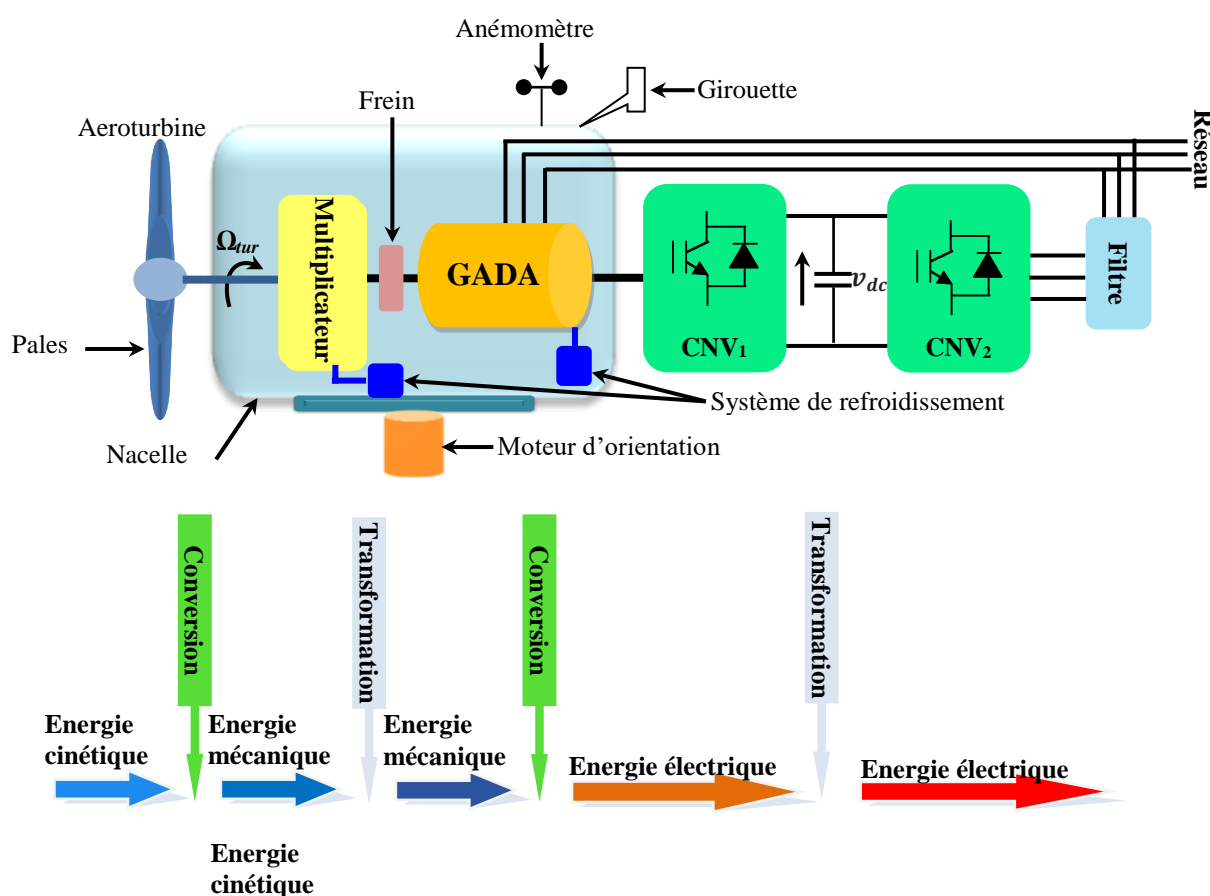 Anémomètre
Girouette
Frein
Aeroturbine
Réseau
Ωtur
Multiplicateur
GADA
vdc
Filtre
CNV1
CNV2
Pales
Système de refroidissement
Nacelle
Moteur d’orientation
Conversion
Transformation
Conversion
Transformation
Energie
cinétique
Energie
mécanique
Energie
mécanique
Energie électrique
Energie électrique
Energie
cinétique